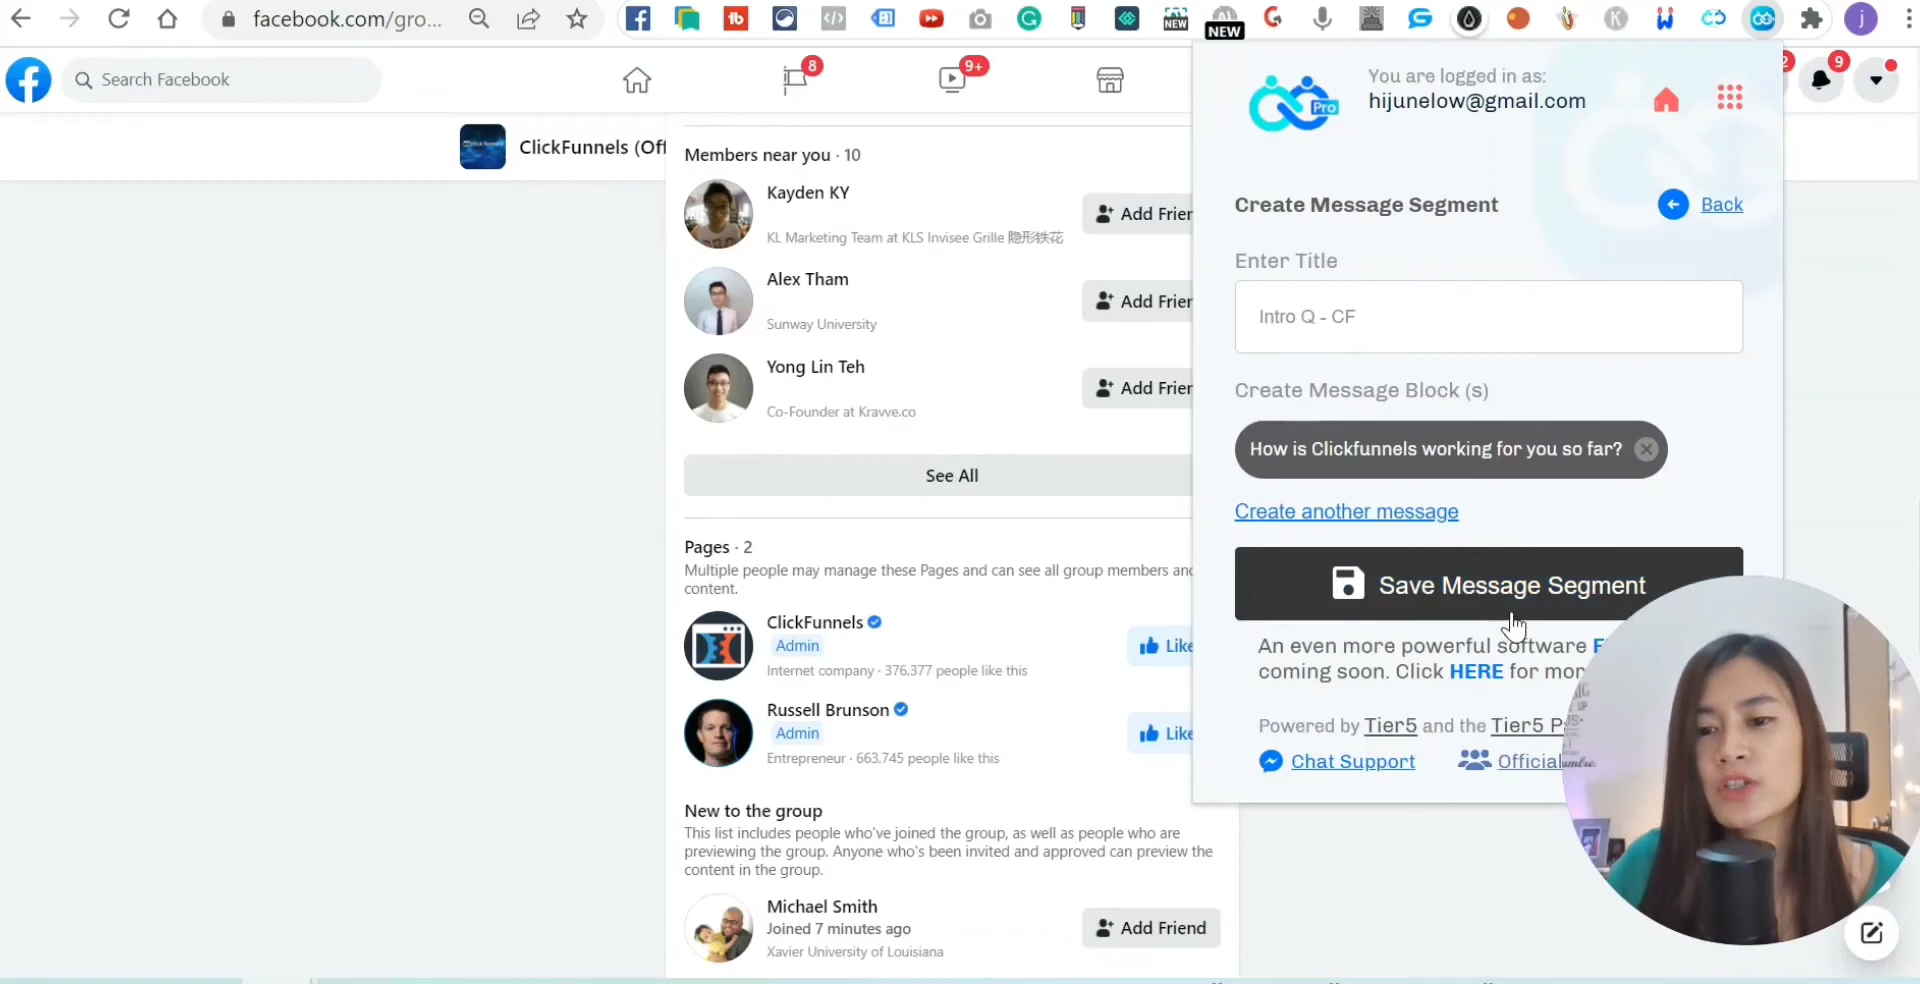 facebook.com/gro...
NEW
NEW
Search Facebook
8
9+
2
9
j
ClickFunnels (Off
Members near you · 10
Kayden KY
KL Marketing Team at KLS Invisee Grille 隐形铁花
Add Frier
Alex Tham
Sunway University
Add Frier
Yong Lin Teh
Co-Founder at Kravve.co
Add Frier
See All
Pages · 2
Multiple people may manage these Pages and can see all group members and
content.
ClickFunnels
Admin
Internet company · 376,377 people like this
Like
Russell Brunson
Admin
Entrepreneur · 663,745 people like this
Like
New to the group
This list includes people who've joined the group, as well as people who are
previewing the group. Anyone who's been invited and approved can preview the
content in the group.
Michael Smith
Joined 7 minutes ago
Xavier University of Louisiana
Add Friend
Pro
You are logged in as:
hijunelow@gmail.com
Create Message Segment
Back
Enter Title
Intro Q - CF
Create Message Block (s)
How is Clickfunnels working for you so far?
Create another message
Save Message Segment
An even more powerful software
coming soon. Click HERE for mor
Powered by Tier5 and the Tier5 P
Chat Support
Official